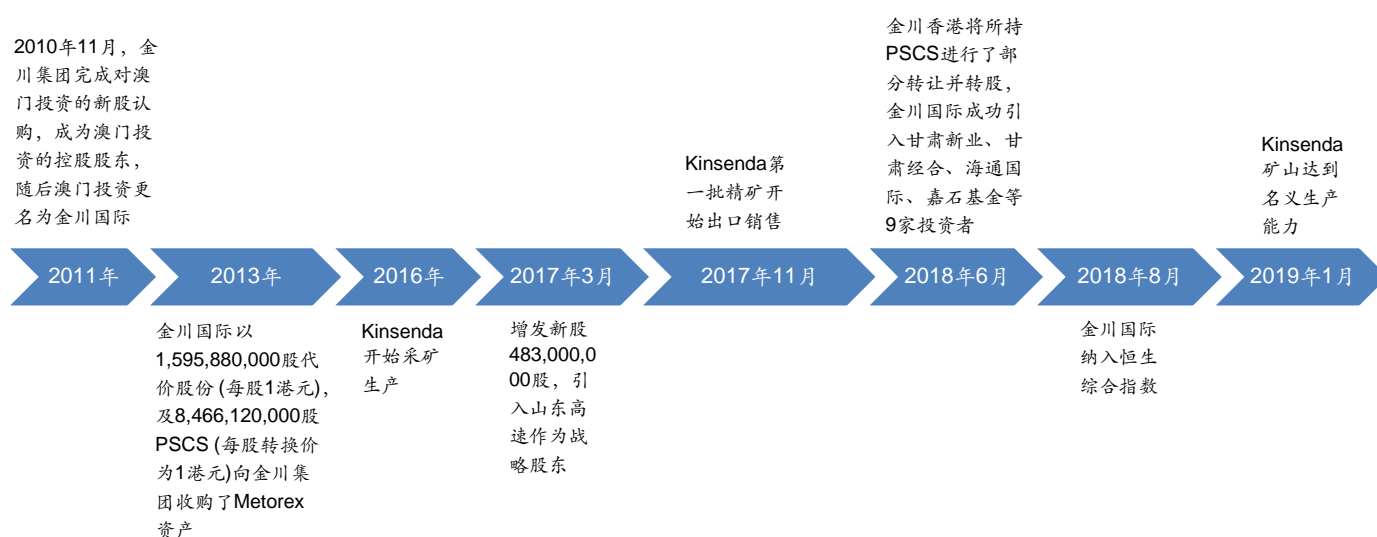 2010年11月，金
川集团完成对澳
门投资的新股认
购，成为澳门投
资的控股股东，
随后澳门投资更
名为金川国际
Kinsenda第
一批精矿开
始出口销售
金川香港将所持
PSCS进行了部
分转让并转股，
金川国际成功引
入甘肃新业、甘
肃经合、海通国
际、嘉石基金等
9家投资者
Kinsenda
矿山达到
名义生产
能力
2011年
2013年
2016年
2017年3月
2017年11月
2018年6月
2018年8月
2019年1月
金川国际以
1,595,880,000股代
价股份 (每股1港元)，
及8,466,120,000股
PSCS (每股转换价
为1港元)向金川集
团收购了Metorex
资产
Kinsenda
开始采矿
生产
增发新股
483,000,0
00股，引
入山东高
速作为战
略股东
金川国际
纳入恒生
综合指数